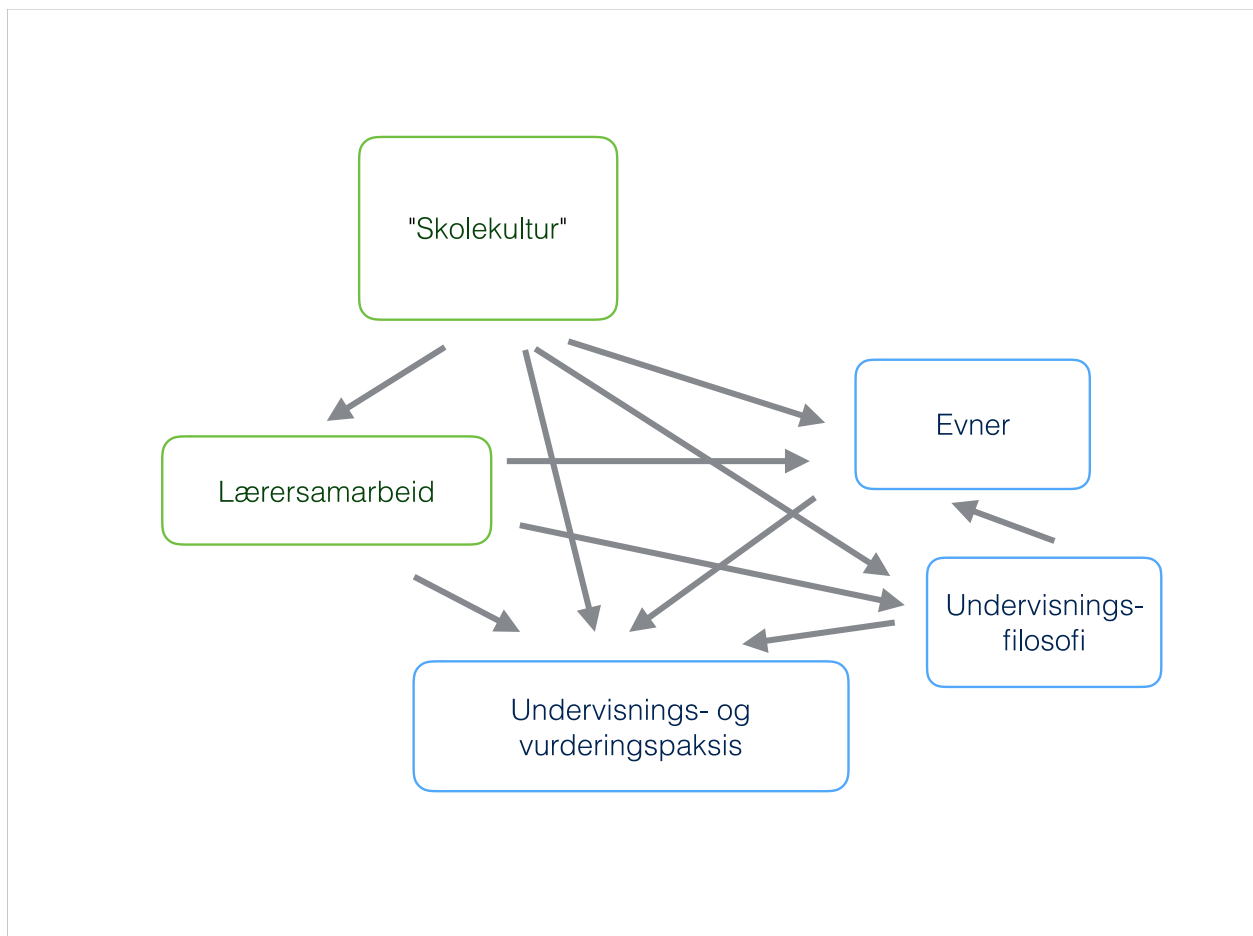 "Skolekultur"
Evner
Lærersamarbeid
Undervisnings-
filosofi
Undervisnings- og
vurderingspaksis